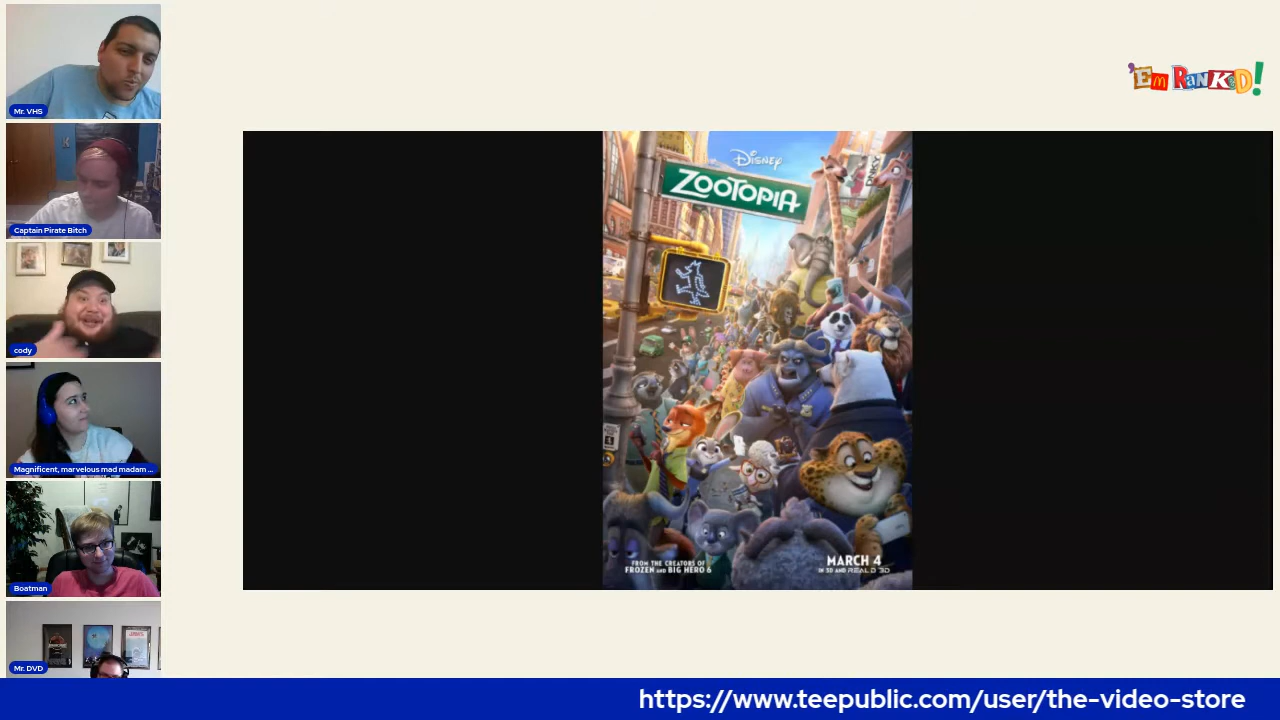 Mr. VHS
Captain Pirate Bitch
cody
Magnificent, marvelous mad madam ...
Boatman
Mr. DVD
'Em RanKeD!
Disney
ZOOTOPIA
FROM THE CREATORS OF
FROZEN AND BIG HERO 6
MARCH 4
IN 3D AND REAL D 3D
https://www.teepublic.com/user/the-video-store